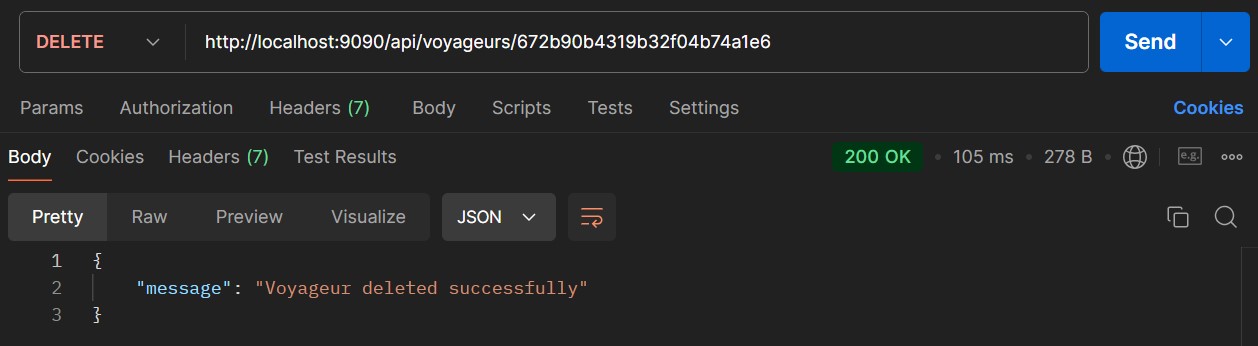 DELETE http://localhost:9090/api/voyageurs/672b90b4319b32f04b74a1e6 Send
Params Authorization Headers (7) Body Scripts Tests Settings Cookies
Body Cookies Headers (7) Test Results 200 OK • 105 ms • 278 B • e.g.
Pretty Raw Preview Visualize JSON
1 {
2 "message": "Voyageur deleted successfully"
3 }